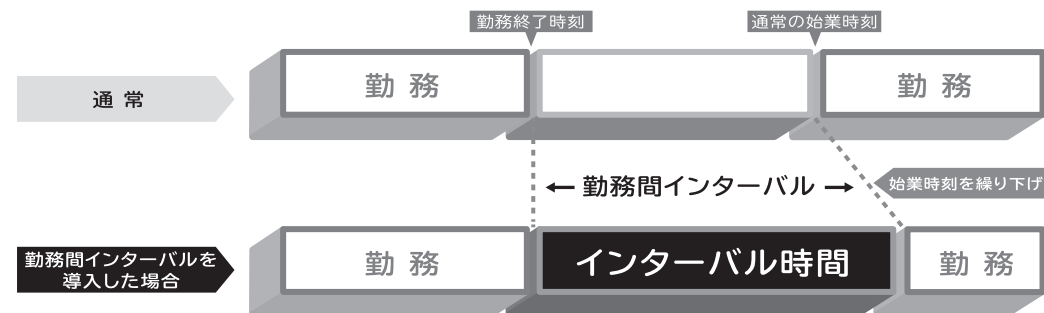 勤務終了時刻
通常の始業時刻
通 常
勤 務
勤 務
← 勤務間インターバル →
始業時刻を繰り下げ
勤務間インターバルを
導入した場合
勤 務
インターバル時間
勤 務